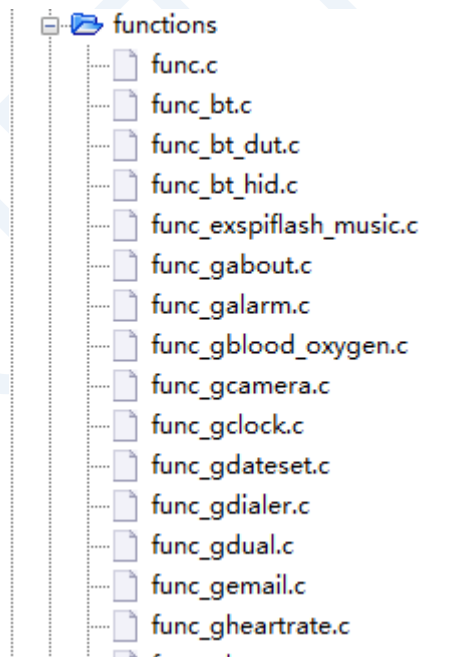 functions
func.c
func_bt.c
func_bt_dut.c
func_bt_hid.c
func_exspiflash_music.c
func_gabout.c
func_galarm.c
func_gblood_oxygen.c
func_gcamera.c
func_gclock.c
func_gdateset.c
func_gdialer.c
func_gdual.c
func_gemail.c
func_gheartrate.c